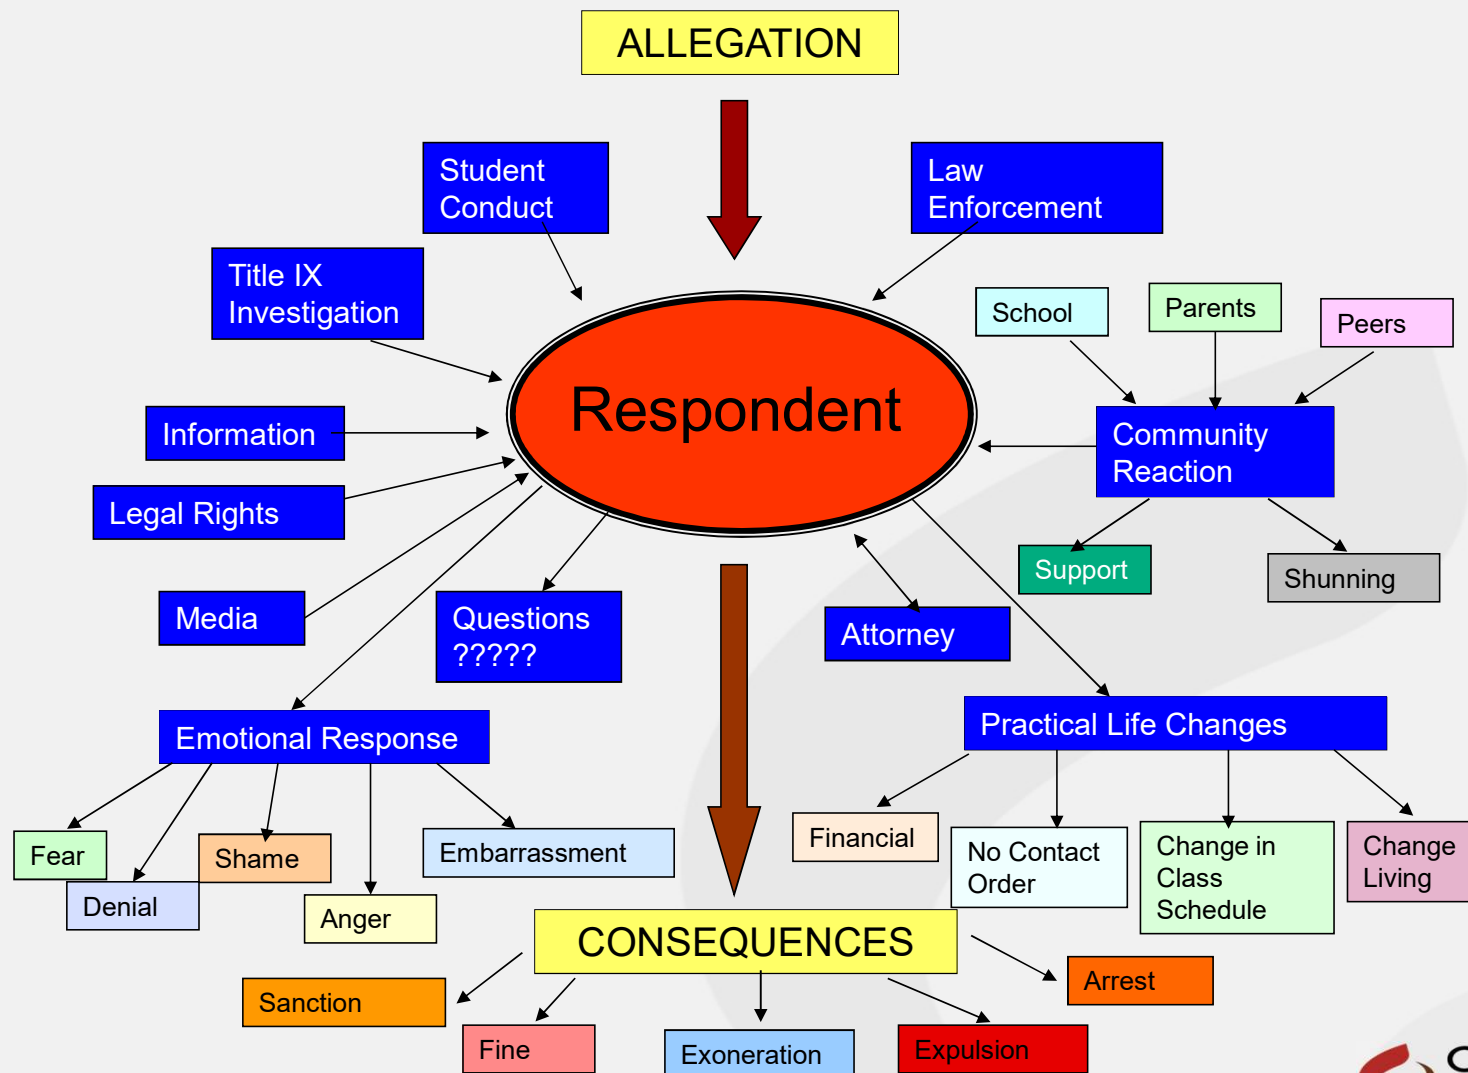 ALLEGATION
Student
Conduct
Law
Enforcement
Title IX
Investigation
School
Parents
Peers
Respondent
Information
Community
Reaction
Legal Rights
Support
Shunning
Media
Questions
?????
Attorney
Emotional Response
Practical Life Changes
Fear
Shame
Embarrassment
Denial
Anger
Financial
No Contact
Order
Change in
Class
Schedule
Change
Living
CONSEQUENCES
Sanction
Arrest
Fine
Exoneration
Expulsion